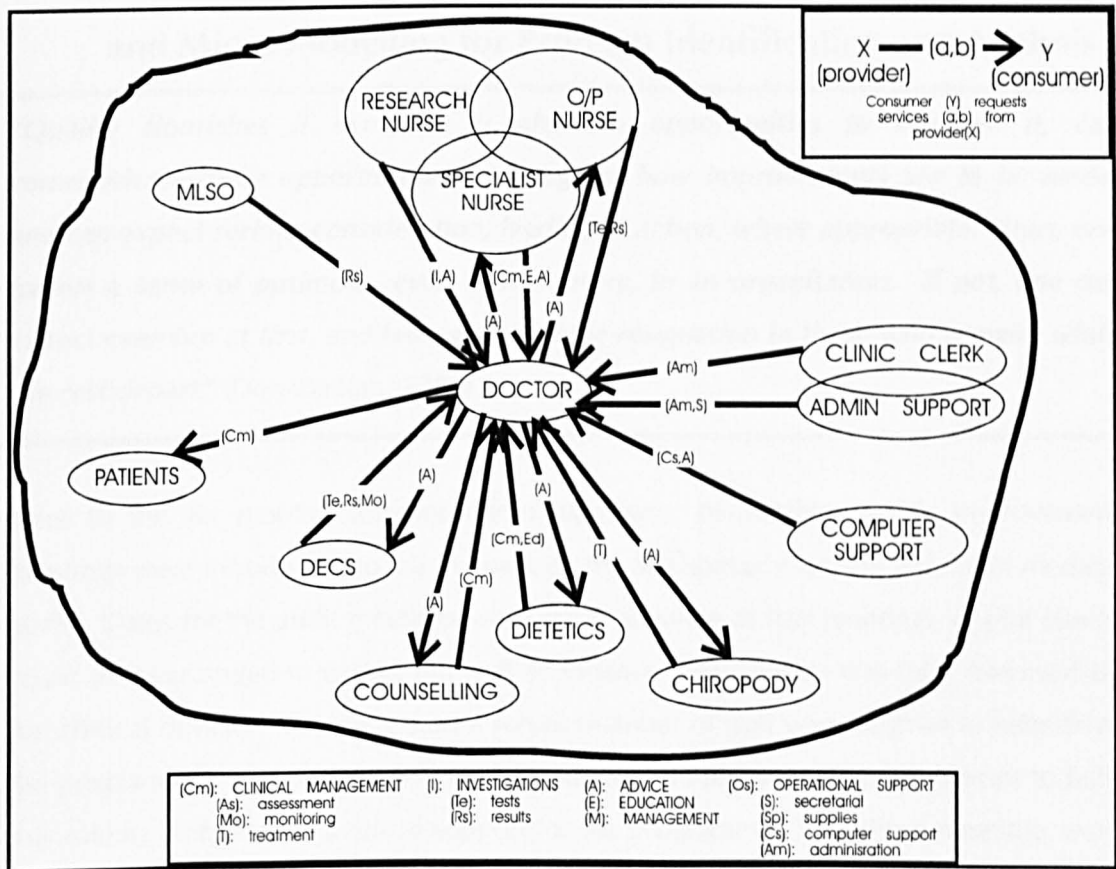 X (a,b) Y
(provider) (consumer)
Consumer (Y) requests
services (a,b) from
provider(X)
RESEARCH
NURSE
O/P
NURSE
SPECIALIST
NURSE
MLSO
(Te,Rs)
(Rs)
(I,A)
(Cm,E,A)
(A)
(A)
DOCTOR
(Am)
CLINIC CLERK
ADMIN SUPPORT
(Am,S)
(Cm)
PATIENTS
(Cs,A)
COMPUTER
SUPPORT
(Te,Rs,Mo)
(A)
DECS
(A)
(Cm)
COUNSELLING
(Cm,Ed)
(A)
DIETETICS
(T)
(A)
CHIROPODY
(Cm): CLINICAL MANAGEMENT (I): INVESTIGATIONS (A): ADVICE (Os): OPERATIONAL SUPPORT
(As): assessment (Te): tests (E): EDUCATION (S): secretarial
(Mo): monitoring (Rs): results (M): MANAGEMENT (Sp): supplies
(T): treatment (Cs): computer support
(Am): adminisration